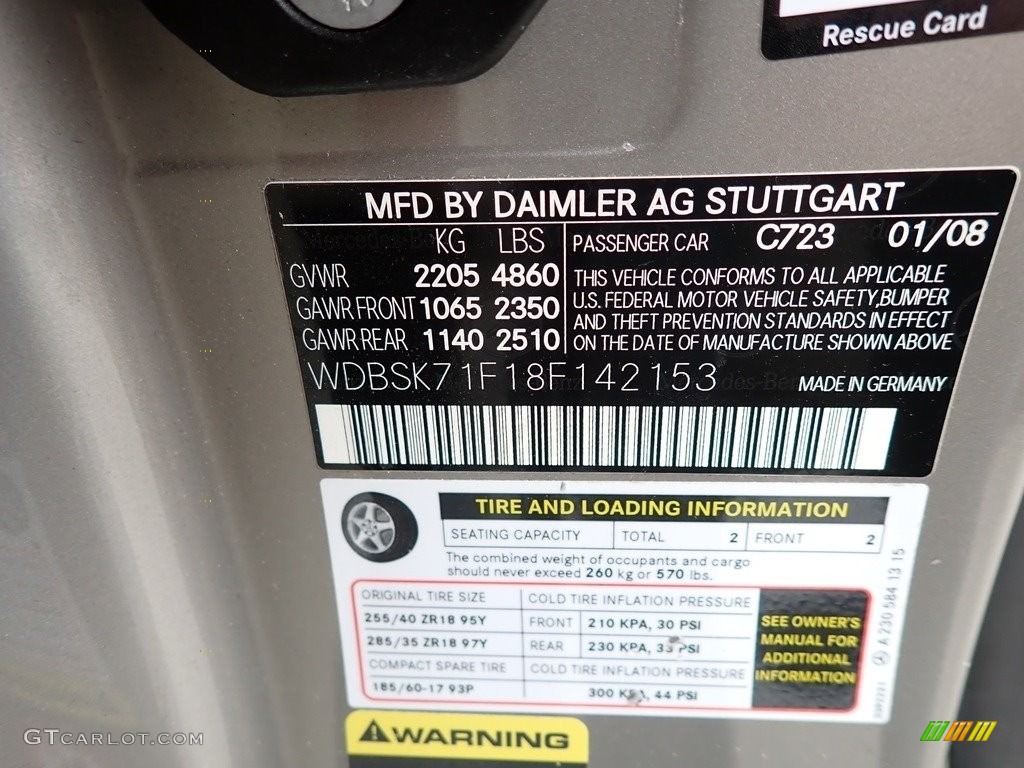 Rescue Card
MFD BY DAIMLER AG STUTTGART
KG LBS
GVWR 2205 4860
GAWR FRONT 1065 2350
GAWR REAR 1140 2510
PASSENGER CAR C723 01/08
THIS VEHICLE CONFORMS TO ALL APPLICABLE
U.S. FEDERAL MOTOR VEHICLE SAFETY,BUMPER
AND THEFT PREVENTION STANDARDS IN EFFECT
ON THE DATE OF MANUFACTURE SHOWN ABOVE
WDBSK71F18F142153
MADE IN GERMANY
TIRE AND LOADING INFORMATION
SEATING CAPACITY TOTAL 2 FRONT 2
The combined weight of occupants and cargo
should never exceed 260 kg or 570 lbs.
ORIGINAL TIRE SIZE COLD TIRE INFLATION PRESSURE
255/40 ZR18 95Y FRONT 210 KPA, 30 PSI
285/35 ZR18 97Y REAR 230 KPA, 33 PSI
COMPACT SPARE TIRE COLD TIRE INFLATION PRESSURE
185/60-17 93P 300 KPA, 44 PSI
SEE OWNER'S
MANUAL FOR
ADDITIONAL
INFORMATION
A 230 584 13 15
WARNING
GTCARLOT.COM